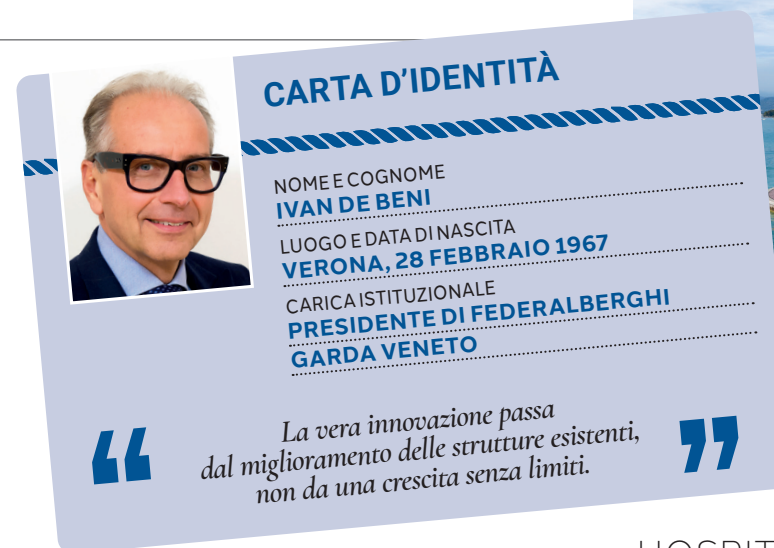 CARTA D'IDENTITÀ
NOME E COGNOME
IVAN DE BENI
LUOGO E DATA DI NASCITA
VERONA, 28 FEBBRAIO 1967
CARICA ISTITUZIONALE
PRESIDENTE DI FEDERALBERGHI
GARDA VENETO
“ La vera innovazione passa
dal miglioramento delle strutture esistenti,
non da una crescita senza limiti. ”